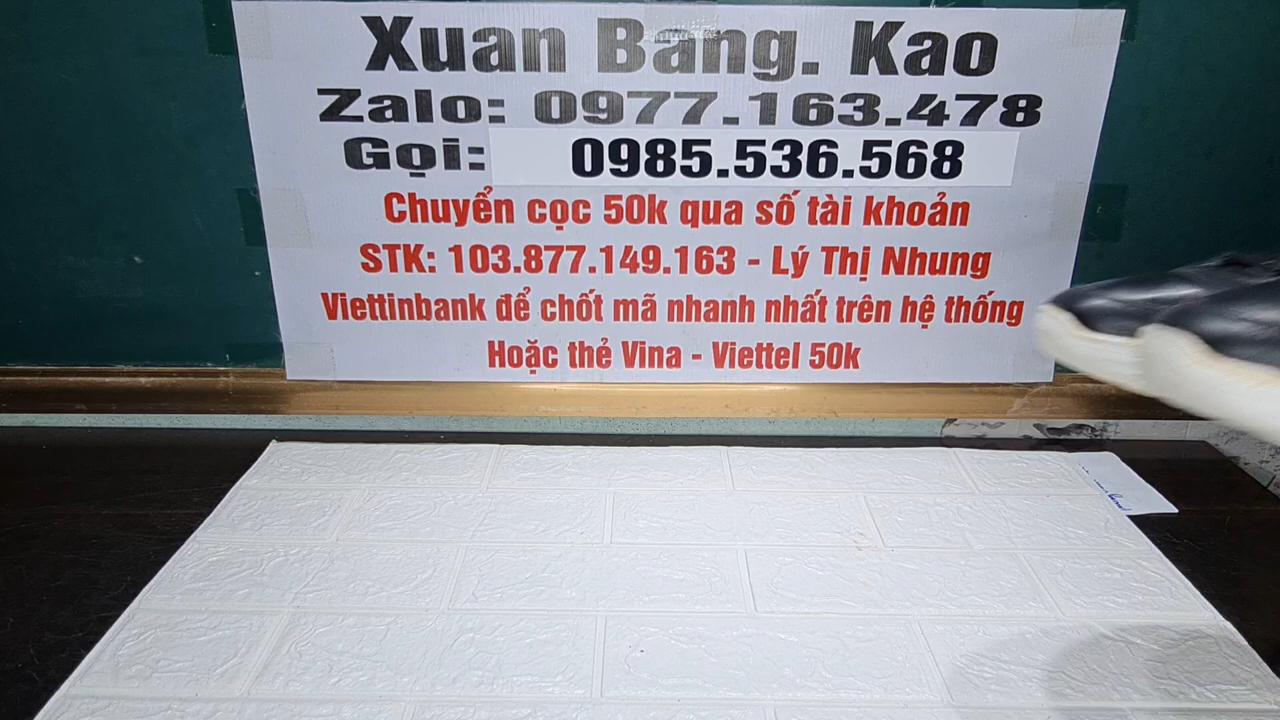 Xuan Bang. Kao
Zalo: 0977.163.478
Gọi: 0985.536.568
Chuyển cọc 50k qua số tài khoản
STK: 103.877.149.163 - Lý Thị Nhung
Viettinbank để chốt mã nhanh nhất trên hệ thống
Hoặc thẻ Vina - Viettel 50k